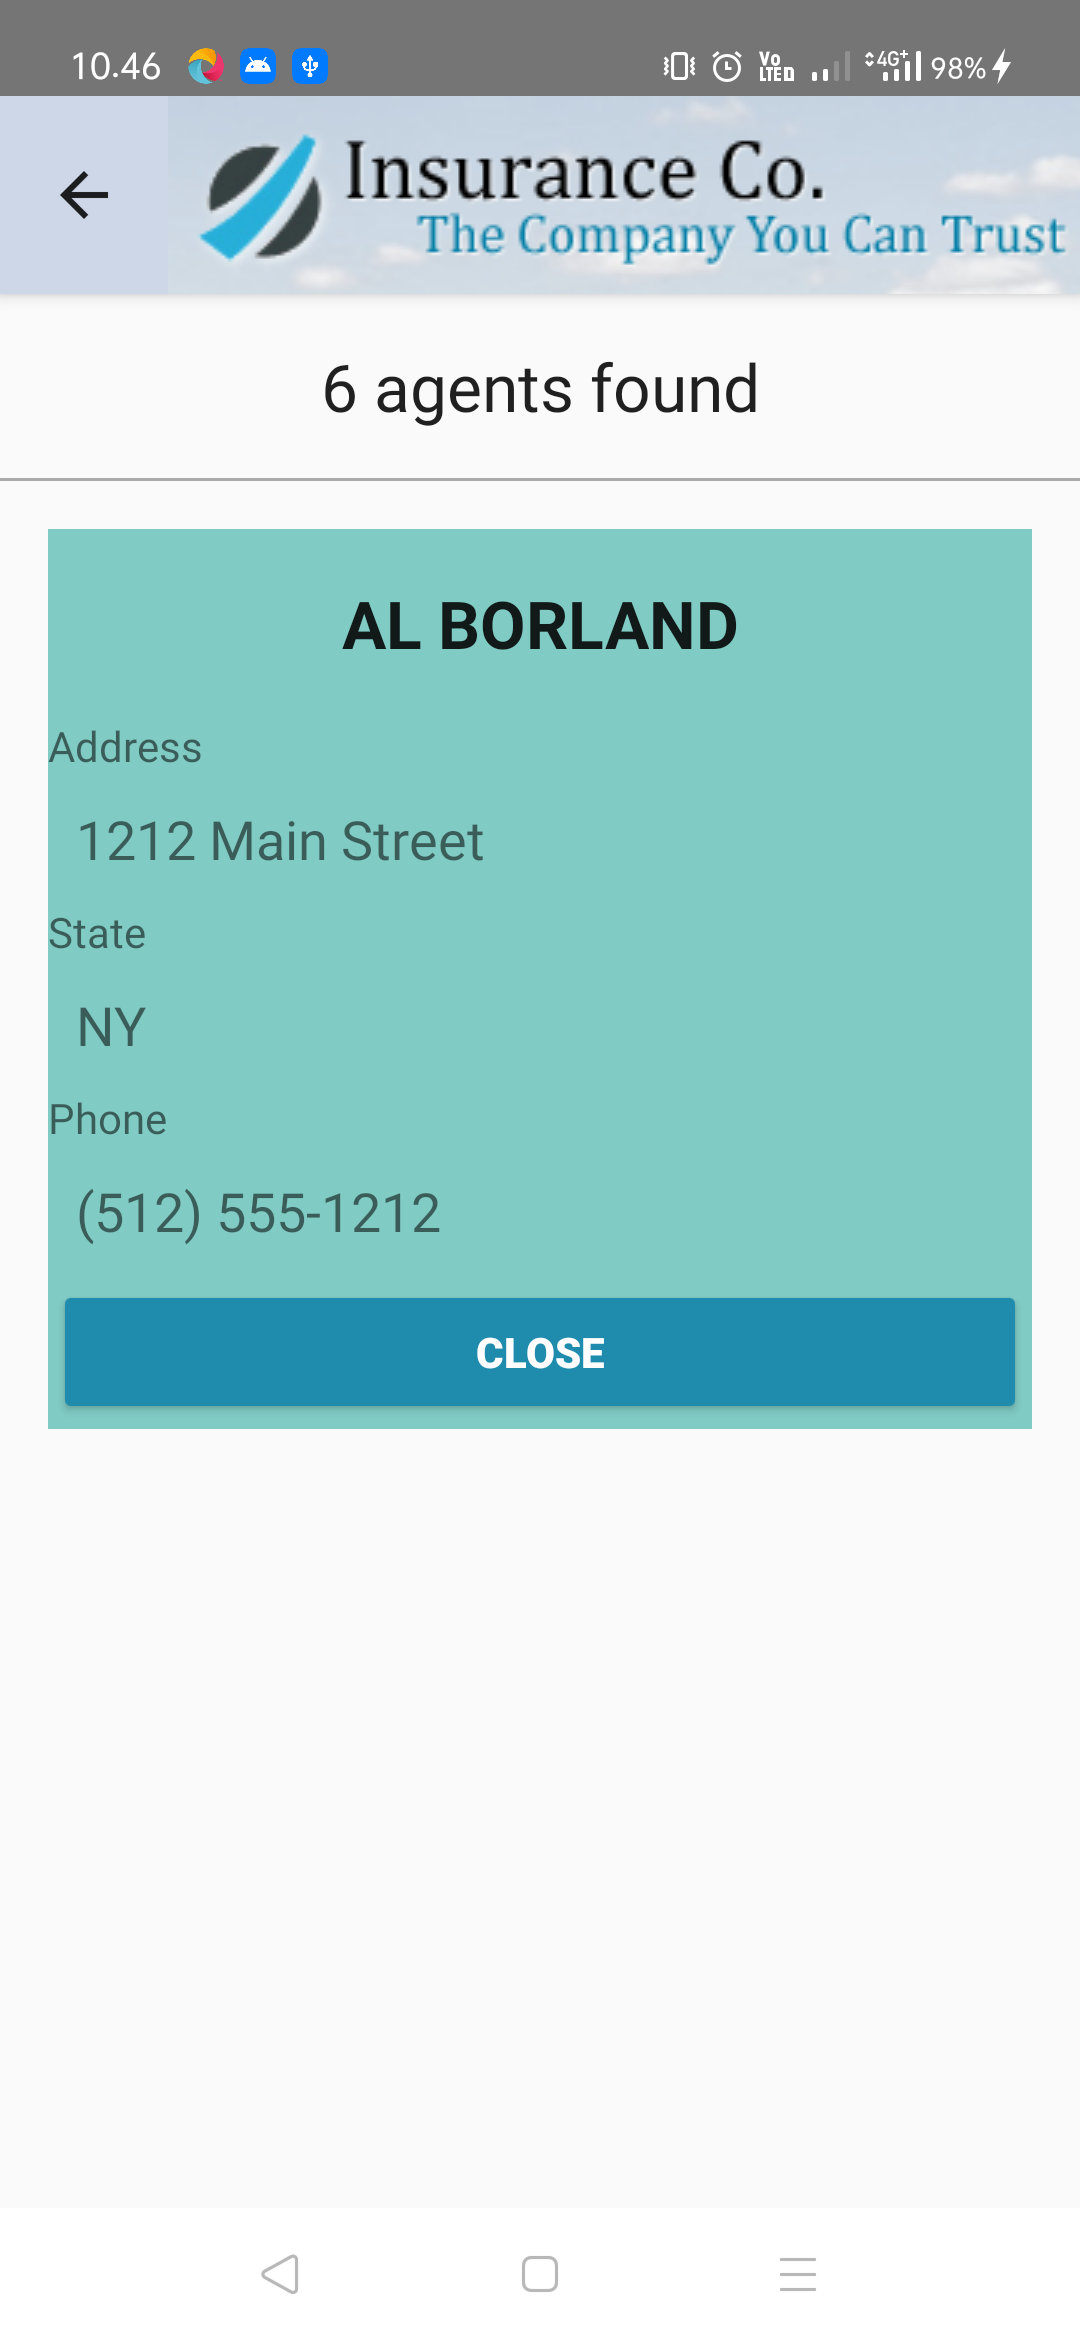 10.46
Vo LTED 4G+ 98%
Insurance Co.
The Company You Can Trust
6 agents found
AL BORLAND
Address
1212 Main Street
State
NY
Phone
(512) 555-1212
CLOSE